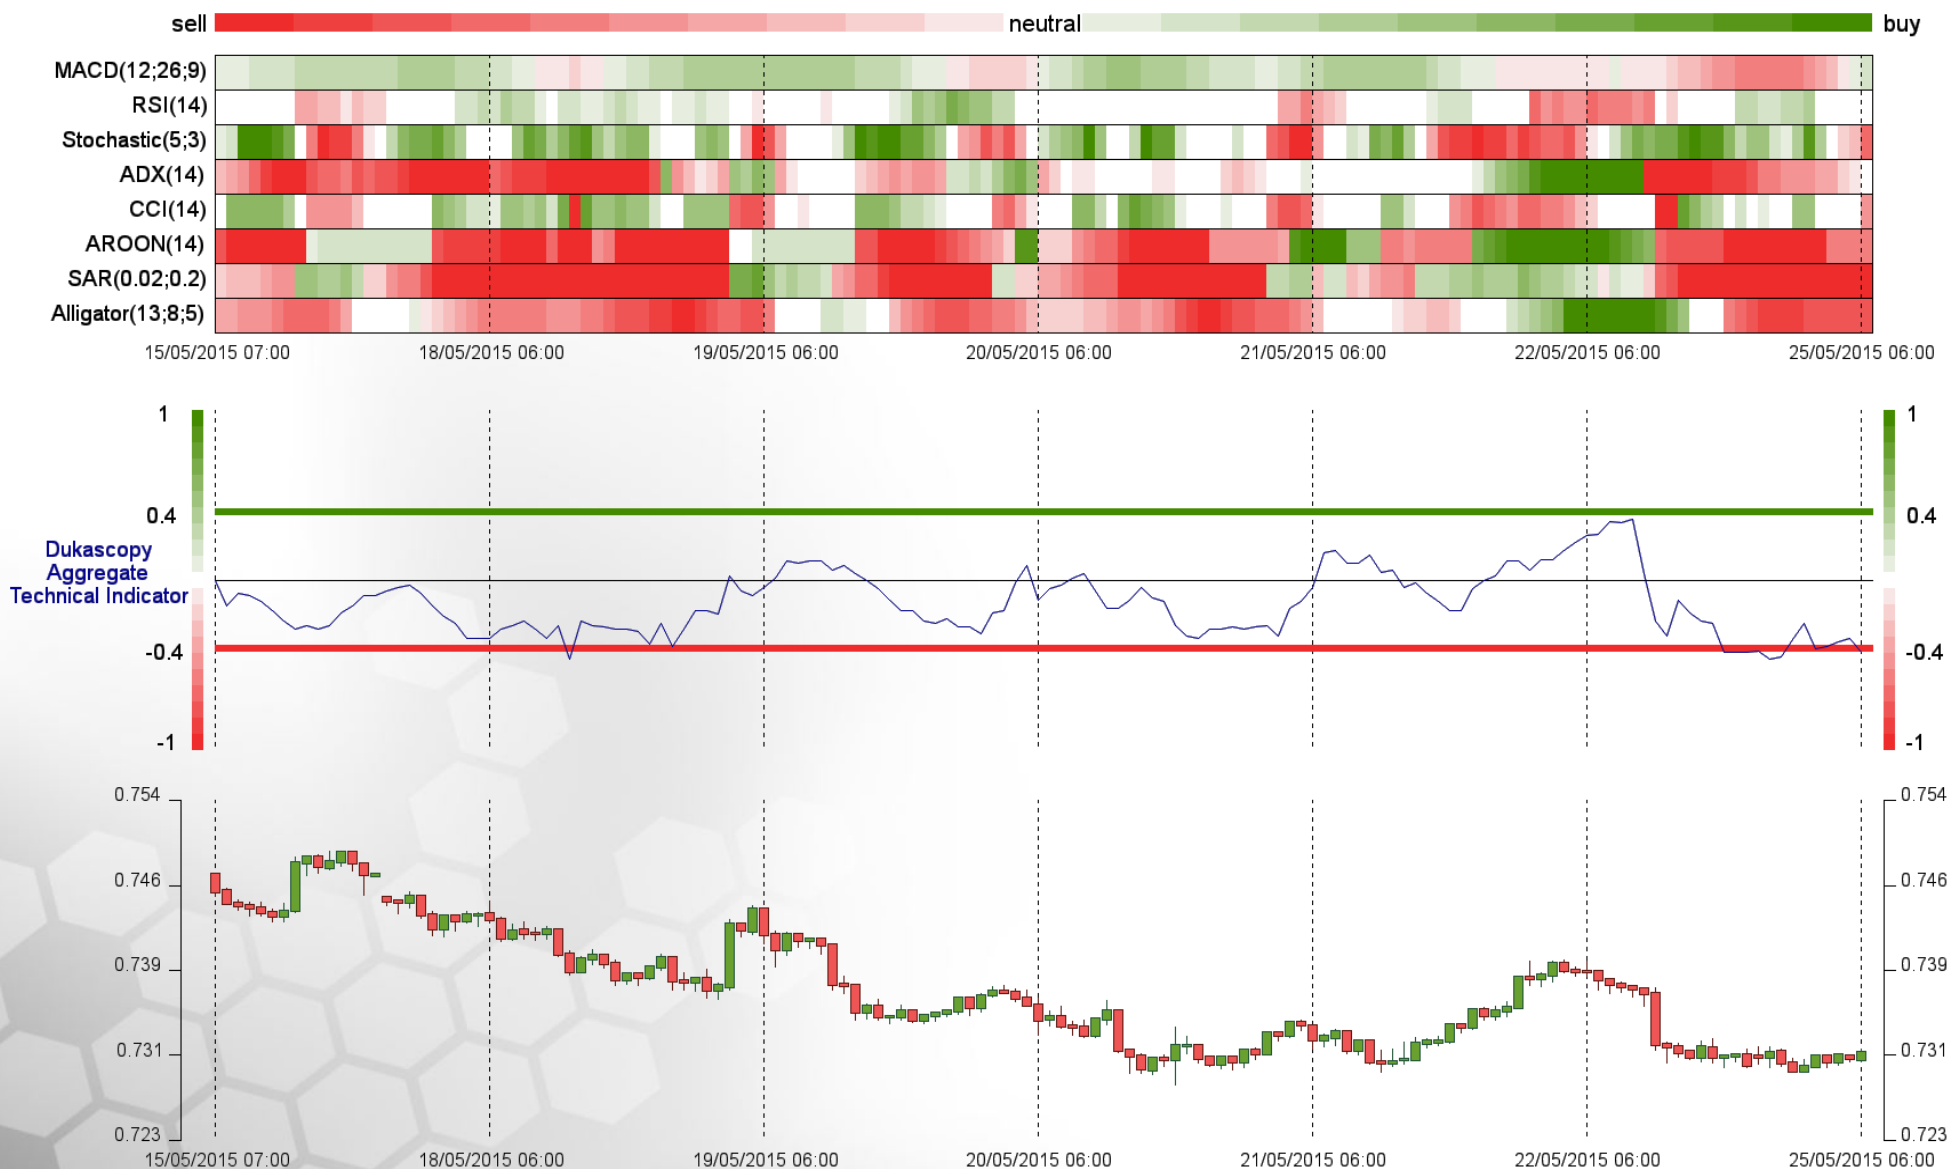 sell neutral buy
MACD(12;26;9)
RSI(14)
Stochastic(5;3)
ADX(14)
CCI(14)
AROON(14)
SAR(0.02;0.2)
Alligator(13;8;5)
15/05/2015 07:00 18/05/2015 06:00 19/05/2015 06:00 20/05/2015 06:00 21/05/2015 06:00 22/05/2015 06:00 25/05/2015 06:00
1 1
0.4 0.4
Dukascopy
Aggregate
Technical Indicator
-0.4 -0.4
-1 -1
0.754 0.754
0.746 0.746
0.739 0.739
0.731 0.731
0.723 0.723
15/05/2015 07:00 18/05/2015 06:00 19/05/2015 06:00 20/05/2015 06:00 21/05/2015 06:00 22/05/2015 06:00 25/05/2015 06:00